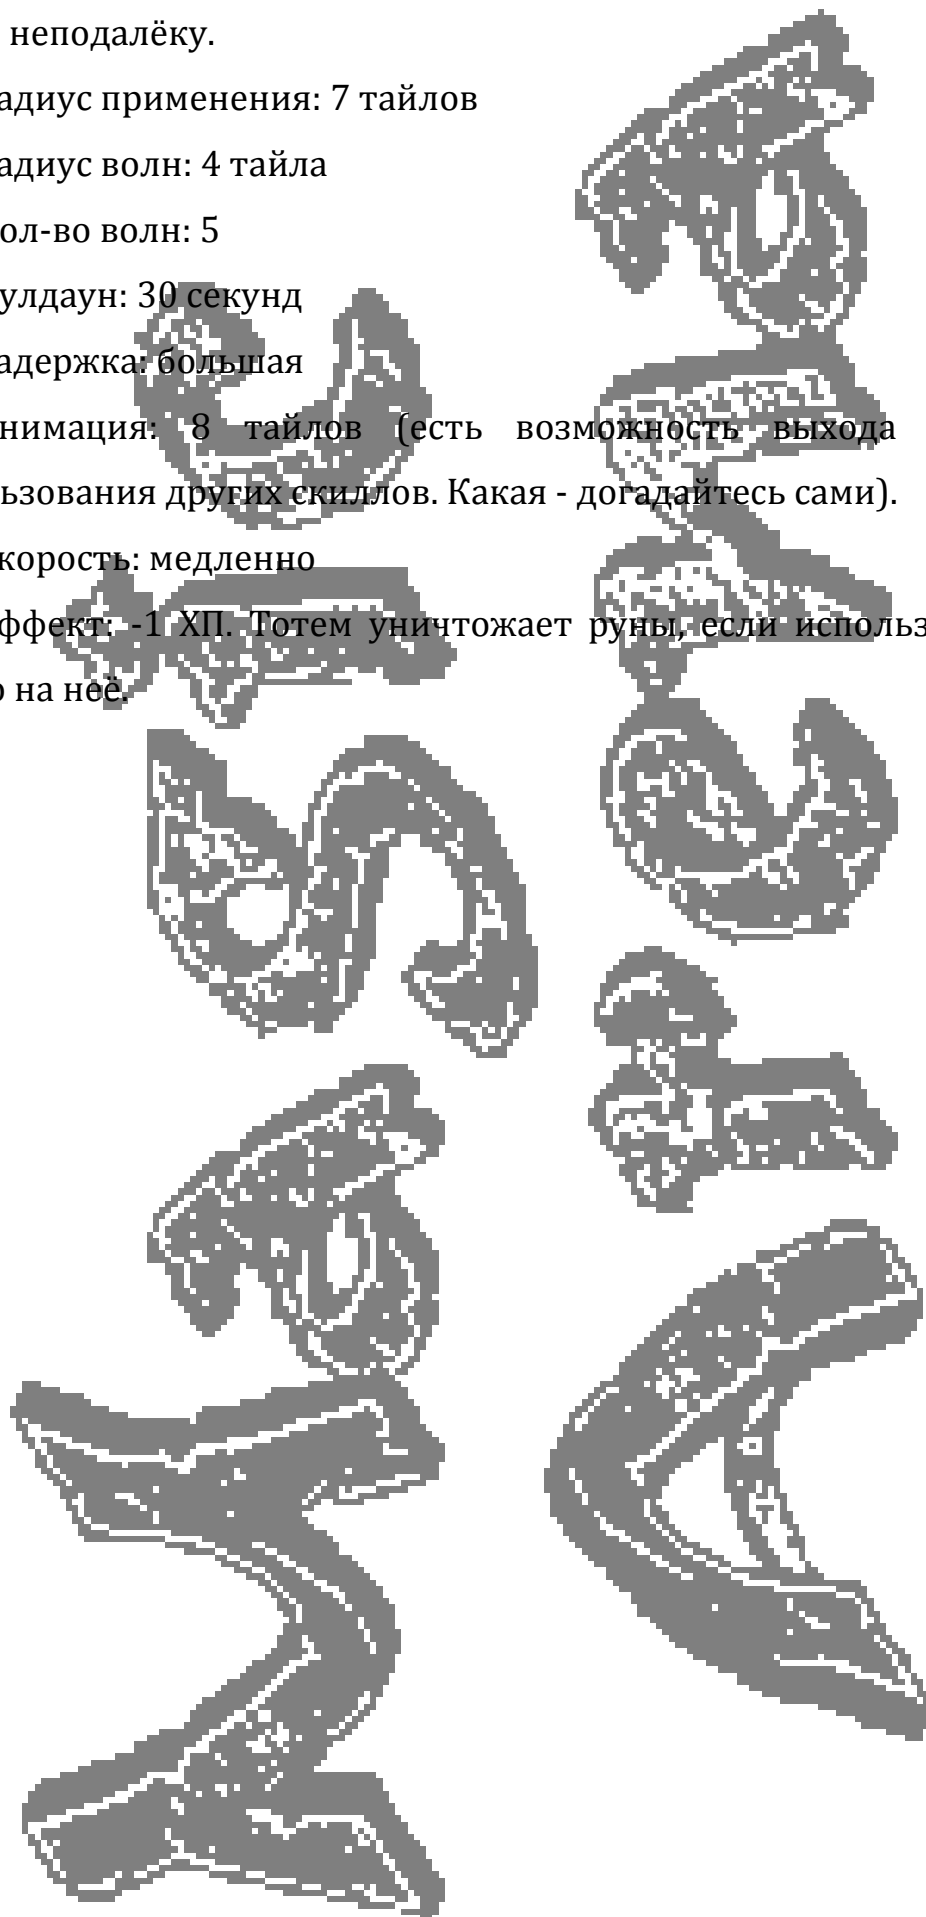 неподалёку.
адиус применения: 7 тайлов
адиус волн: 4 тайла
ол-во волн: 5
улдаун: 30 секунд
адержка: большая
нимация: 8 тайлов (есть возможность выхода
льзования других скиллов. Какая - догадайтесь сами).
корость: медленно
ффект: -1 ХП. Тотем уничтожает руны, если использ
о на неё.